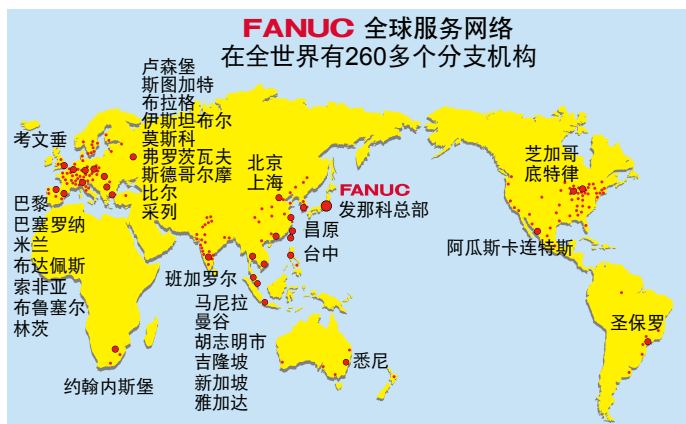 FANUC 全球服务网络
在全世界有260多个分支机构
卢森堡
斯图加特
布拉格
伊斯坦布尔
莫斯科
弗罗茨瓦夫
斯德哥尔摩
比尔
采列
考文垂
巴黎
巴塞罗纳
米兰
布达佩斯
索非亚
布鲁塞尔
林茨
约翰内斯堡
北京
上海
FANUC
发那科总部
昌原
台中
班加罗尔
马尼拉
曼谷
胡志明市
吉隆坡
新加坡
雅加达
悉尼
芝加哥
底特律
阿瓜斯卡连特斯
圣保罗